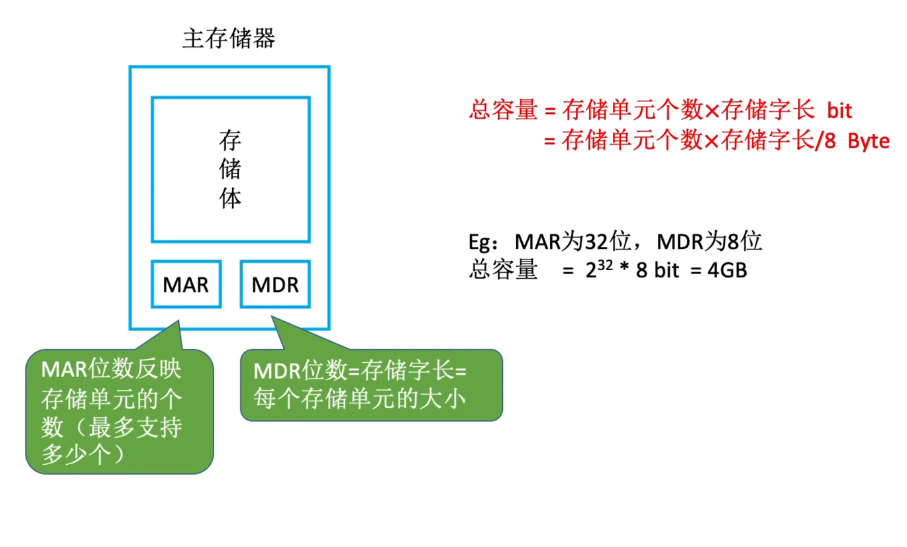 主存储器
存
储
体
MAR
MDR
MAR位数反映
存储单元的个
数（最多支持
多少个）
MDR位数=存储字长=
每个存储单元的大小
总容量 = 存储单元个数×存储字长 bit
= 存储单元个数×存储字长/8 Byte
Eg：MAR为32位，MDR为8位
总容量 = 2³² * 8 bit = 4GB